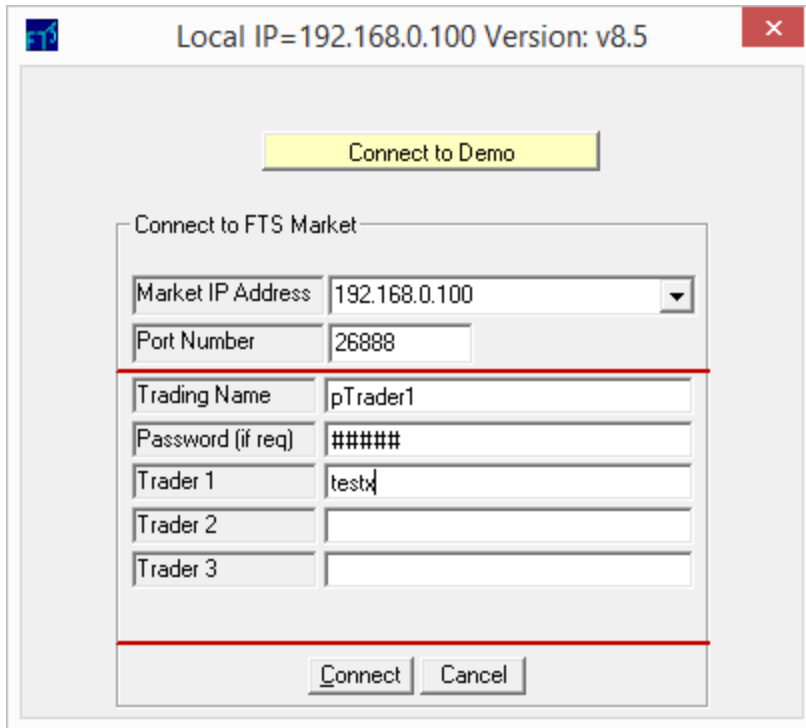 FTS
Local IP=192.168.0.100 Version: v8.5
Connect to Demo
Connect to FTS Market
Market IP Address 192.168.0.100
Port Number 26888
Trading Name pTrader1
Password (if req) #####
Trader 1 testx
Trader 2
Trader 3
Connect Cancel